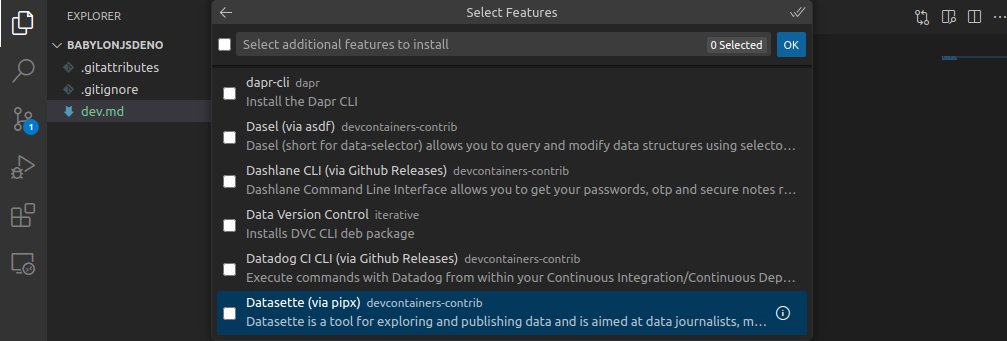 EXPLORER
BABYLONJSDENO
.gitattributes
.gitignore
dev.md
1
Select Features
Select additional features to install
0 Selected
OK
dapr-cli dapr
Install the Dapr CLI
Dasel (via asdf) devcontainers-contrib
Dasel (short for data-selector) allows you to query and modify data structures using selecto...
Dashlane CLI (via Github Releases) devcontainers-contrib
Dashlane Command Line Interface allows you to get your passwords, otp and secure notes r...
Data Version Control iterative
Installs DVC CLI deb package
Datadog CI CLI (via Github Releases) devcontainers-contrib
Execute commands with Datadog from within your Continuous Integration/Continuous Dep...
Datasette (via pipx) devcontainers-contrib
Datasette is a tool for exploring and publishing data and is aimed at data journalists, m...